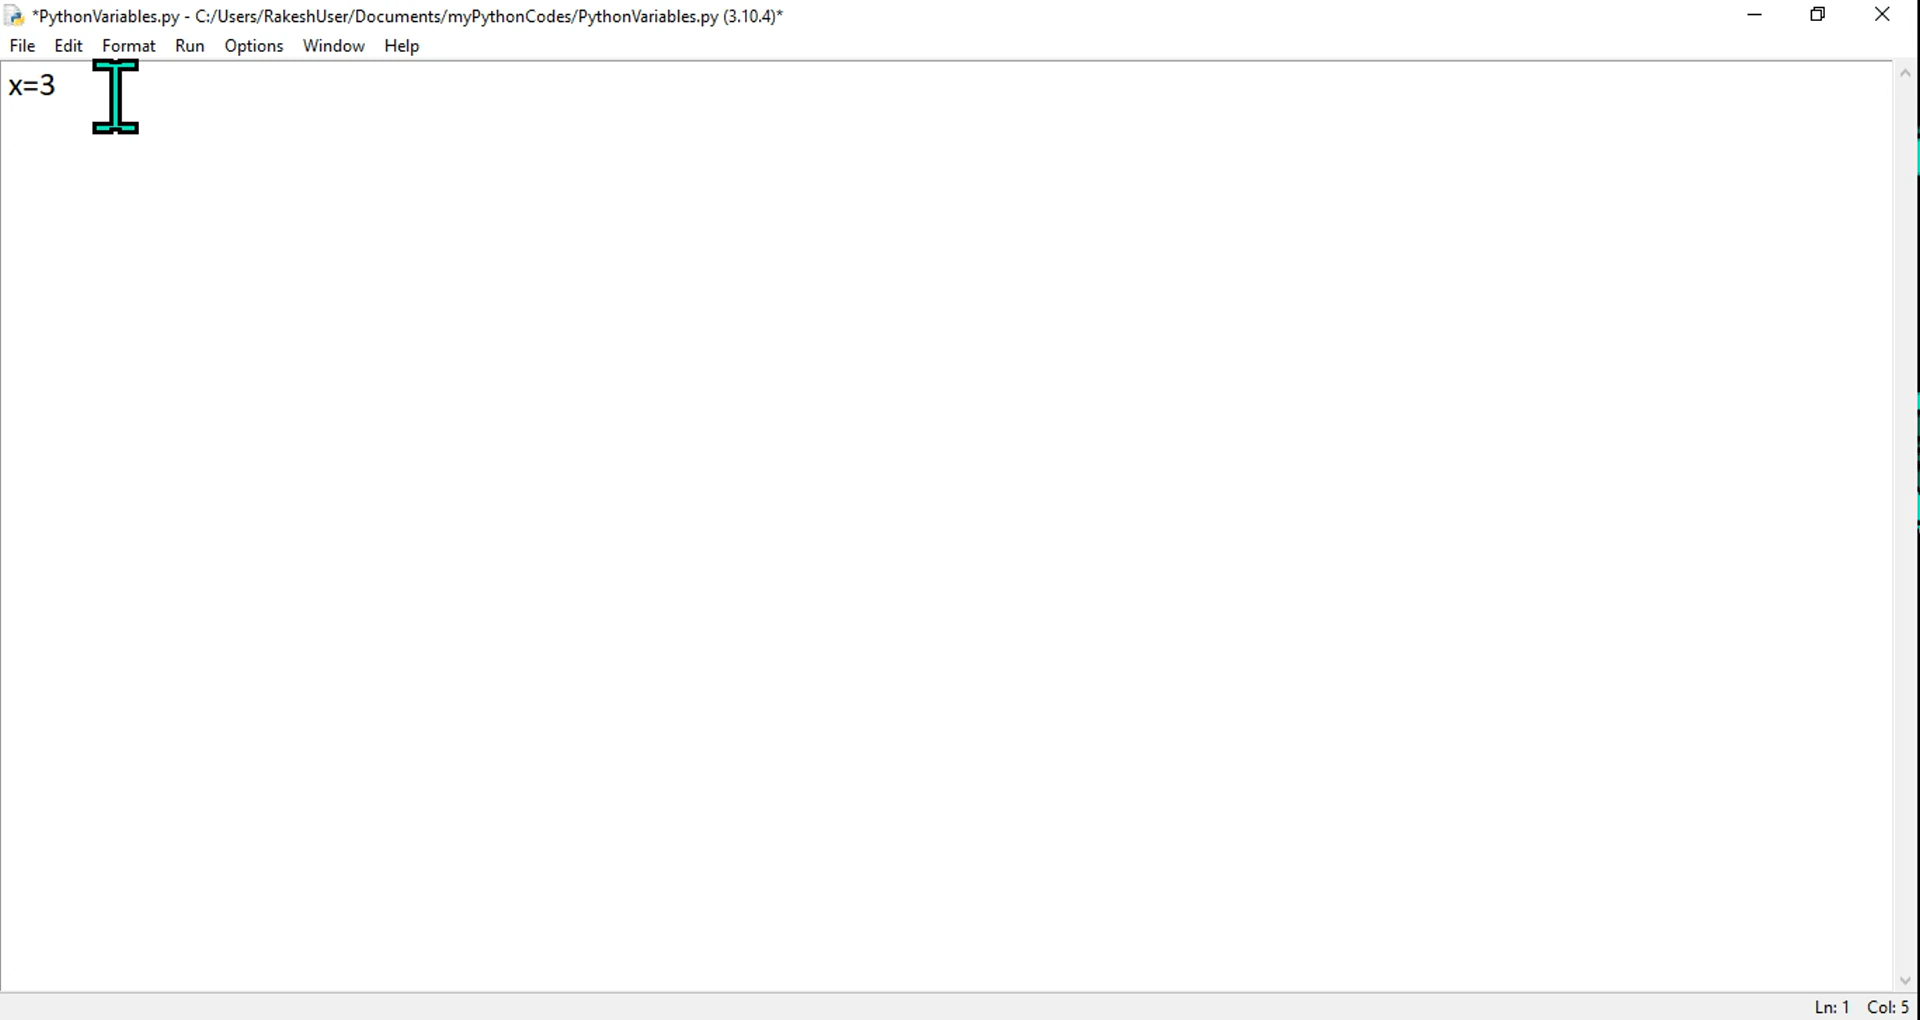 *PythonVariables.py - C:/Users/RakeshUser/Documents/myPythonCodes/PythonVariables.py (3.10.4)*
File Edit Format Run Options Window Help
x=3
Ln: 1 Col: 5